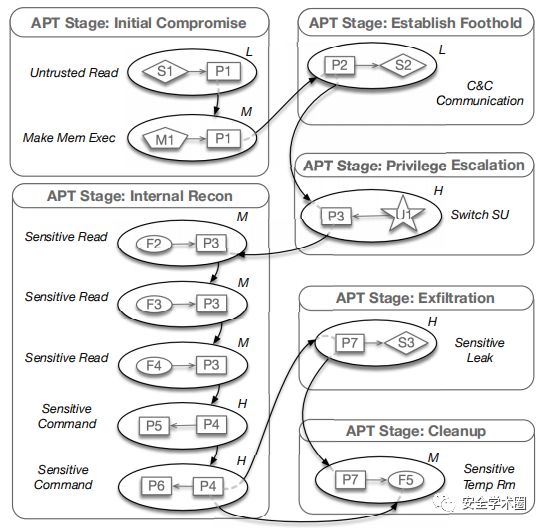 APT Stage: Initial Compromise
L
Untrusted Read
S1
P1
M
Make Mem Exec
M1
P1
APT Stage: Establish Foothold
L
P2
S2
C&C
Communication
APT Stage: Privilege Escalation
H
P3
U1
Switch SU
APT Stage: Internal Recon
M
Sensitive Read
F2
P3
M
Sensitive Read
F3
P3
M
Sensitive Read
F4
P3
H
Sensitive
Command
P5
P4
H
Sensitive
Command
P6
P4
APT Stage: Exfiltration
H
P7
S3
Sensitive
Leak
APT Stage: Cleanup
M
P7
F5
Sensitive
Temp Rm
安全学术圈